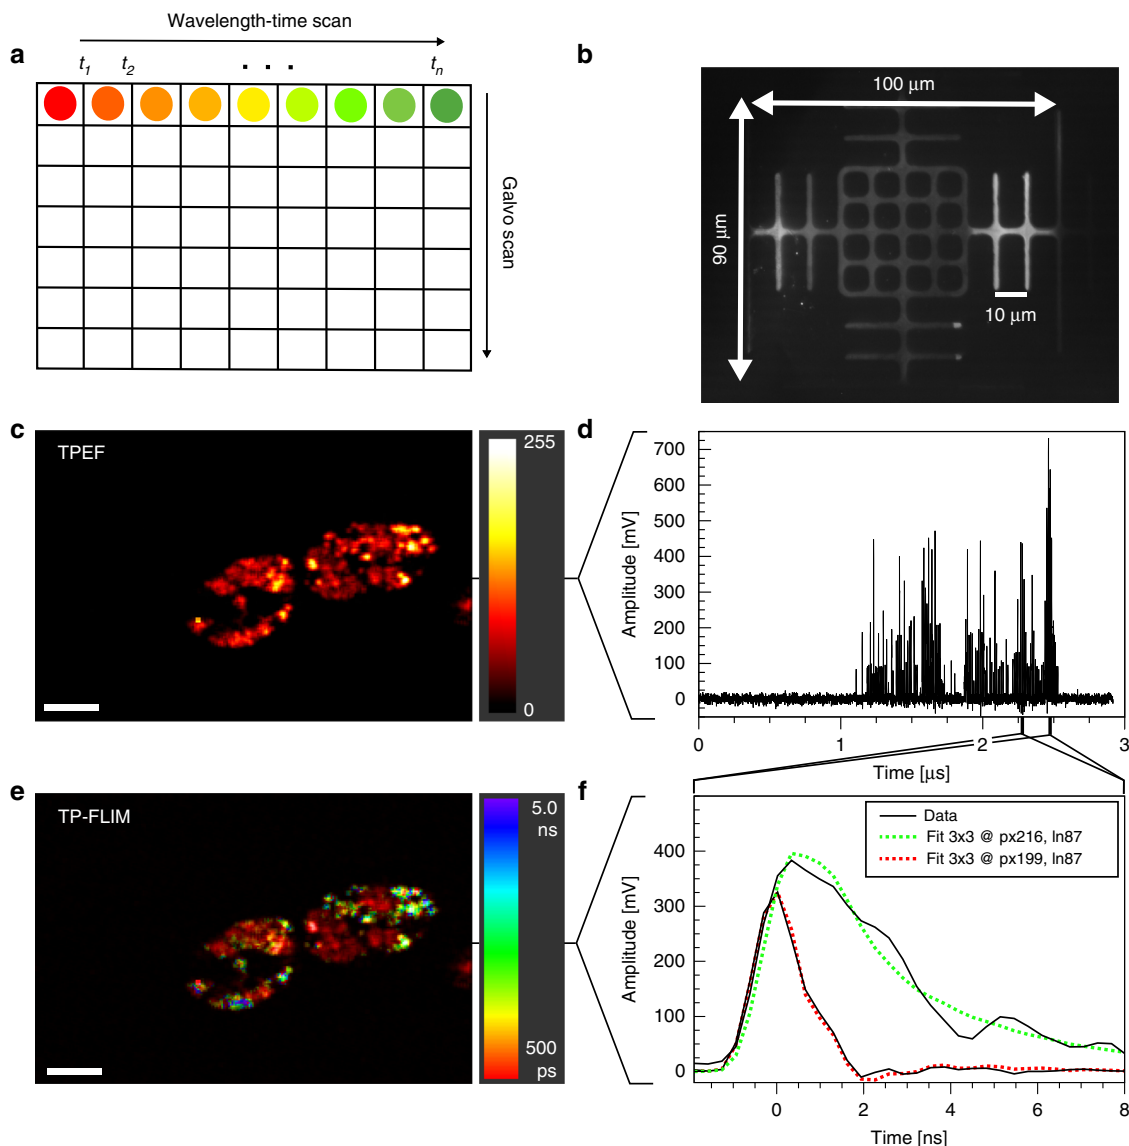 Wavelength-time scan
a
t1 t2 . . . tn
Galvo scan
b
100 μm
90 μm
10 μm
c
TPEF
255
0
d
Amplitude [mV]
700
600
500
400
300
200
100
0
0 1 2 3
Time [μs]
e
TP-FLIM
5.0
ns
500
ps
f
Data
Fit 3x3 @ px216, ln87
Fit 3x3 @ px199, ln87
Amplitude [mV]
400
300
200
100
0
0 2 4 6 8
Time [ns]